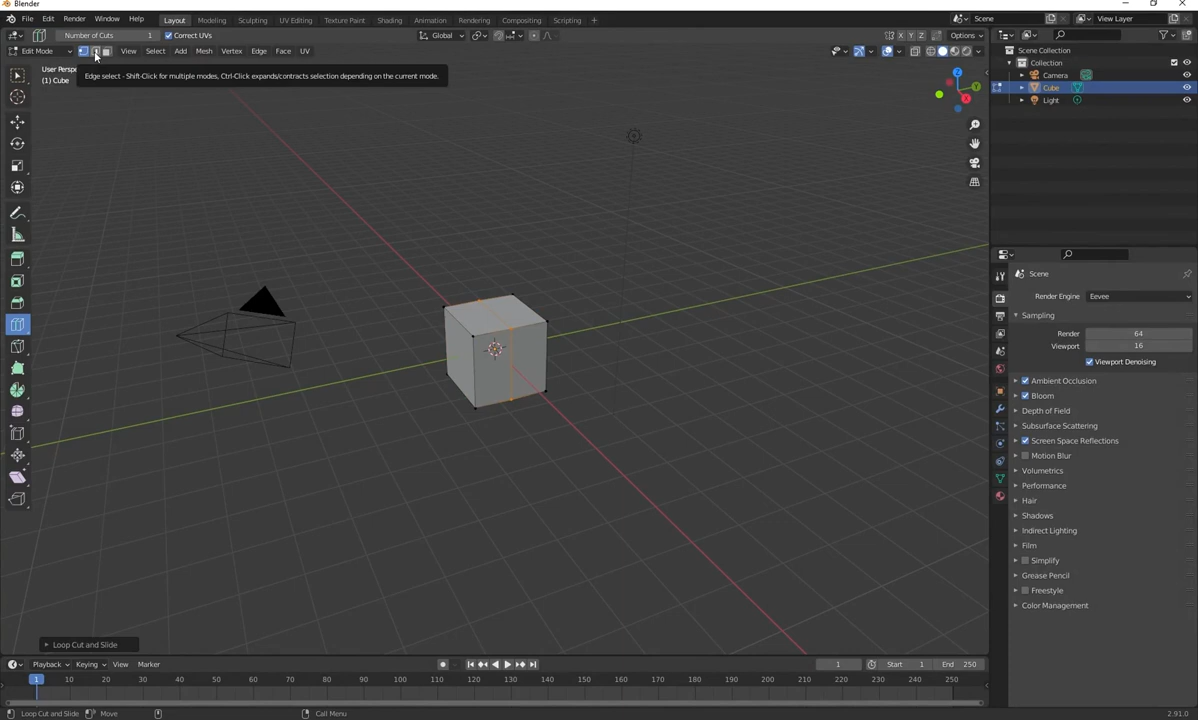 Blender
File Edit Render Window Help Layout Modeling Sculpting UV Editing Texture Paint Shading Animation Rendering Compositing Scripting + Scene View Layer
Number of Cuts 1 Correct UVs Global X Y Z Options
Edit Mode View Select Add Mesh Vertex Edge Face UV
User Perspe
(1) Cube
Edge select - Shift-Click for multiple modes, Ctrl-Click expands/contracts selection depending on the current mode.
Z
Y
X
Scene Collection
Collection
Camera
Cube
Light
Scene
Render Engine Eevee
Sampling
Render 64
Viewport 16
Viewport Denoising
Ambient Occlusion
Bloom
Depth of Field
Subsurface Scattering
Screen Space Reflections
Motion Blur
Volumetrics
Performance
Hair
Shadows
Indirect Lighting
Film
Simplify
Grease Pencil
Freestyle
Color Management
Loop Cut and Slide
Playback Keying View Marker 1 Start 1 End 250
1 10 20 30 40 50 60 70 80 90 100 110 120 130 140 150 160 170 180 190 200 210 220 230 240 250
Loop Cut and Slide Move Call Menu 2.91.0